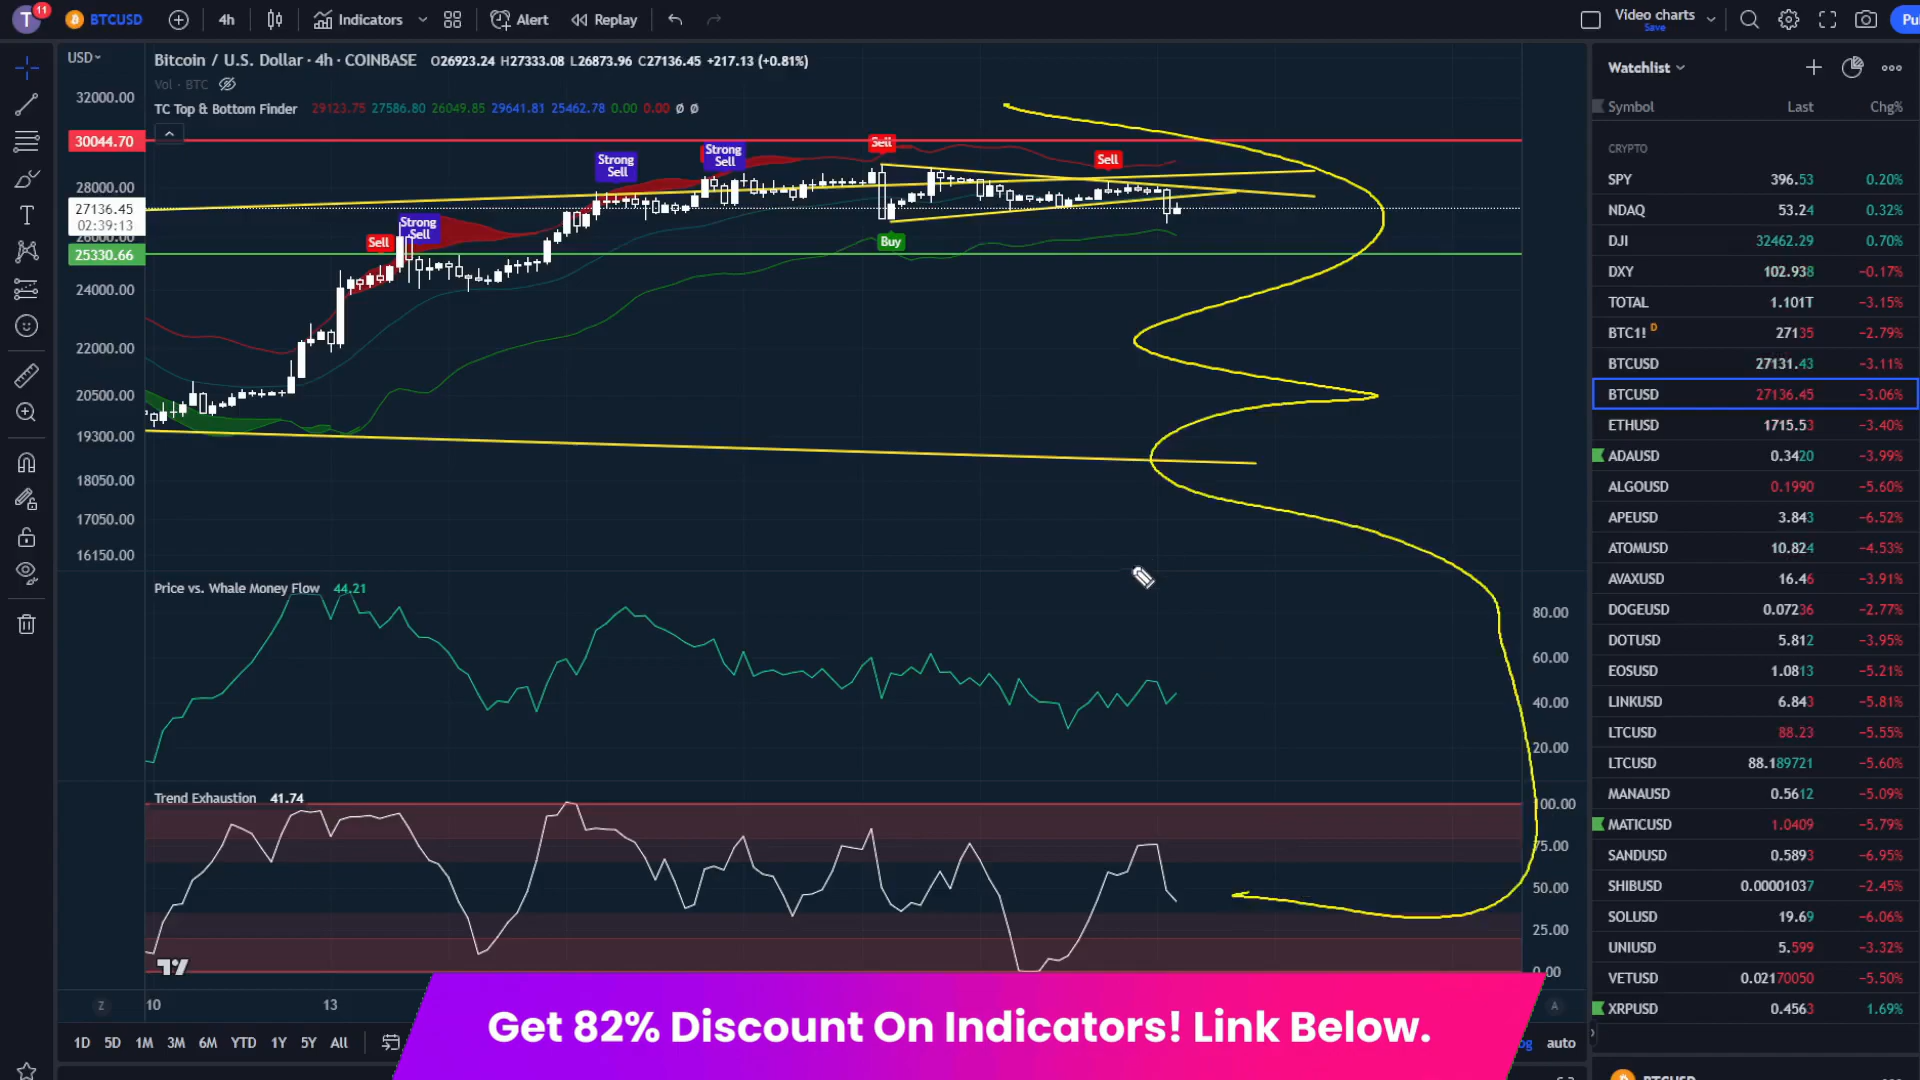 T 11
BTCUSD
4h
Indicators
Alert
Replay
Video charts
Save
Pu
USD
Bitcoin / U.S. Dollar · 4h · COINBASE O26923.24 H27333.08 L26873.96 C27136.45 +217.13 (+0.81%)
Vol · BTC
TC Top & Bottom Finder 29123.75 27586.80 26049.85 29641.81 25462.78 0.00 0.00 ø ø
32000.00
30044.70
28000.00
27136.45
02:39:13
26000.00
25330.66
24000.00
22000.00
20500.00
19300.00
18050.00
17050.00
16150.00
Sell
Strong
Sell
Strong
Sell
Strong
Sell
Sell
Buy
Sell
Price vs. Whale Money Flow 44.21
80.00
60.00
40.00
20.00
Trend Exhaustion 41.74
00.00
75.00
50.00
25.00
0.00
Z
10
13
A
1D 5D 1M 3M 6M YTD 1Y 5Y All
og
auto
Get 82% Discount On Indicators! Link Below.
Watchlist
Symbol Last Chg%
CRYPTO
SPY 396.53 0.20%
NDAQ 53.24 0.32%
DJI 32462.29 0.70%
DXY 102.938 −0.17%
TOTAL 1.101T −3.15%
BTC1! D 27135 −2.79%
BTCUSD 27131.43 −3.11%
BTCUSD 27136.45 −3.06%
ETHUSD 1715.53 −3.40%
ADAUSD 0.3420 −3.99%
ALGOUSD 0.1990 −5.60%
APEUSD 3.843 −6.52%
ATOMUSD 10.824 −4.53%
AVAXUSD 16.46 −3.91%
DOGEUSD 0.07236 −2.77%
DOTUSD 5.812 −3.95%
EOSUSD 1.0813 −5.21%
LINKUSD 6.843 −5.81%
LTCUSD 88.23 −5.55%
LTCUSD 88.189721 −5.60%
MANAUSD 0.5612 −5.09%
MATICUSD 1.0409 −5.79%
SANDUSD 0.5893 −6.95%
SHIBUSD 0.00001037 −2.45%
SOLUSD 19.69 −6.06%
UNIUSD 5.599 −3.32%
VETUSD 0.02170050 −5.50%
XRPUSD 0.4563 1.69%
BTCUSD